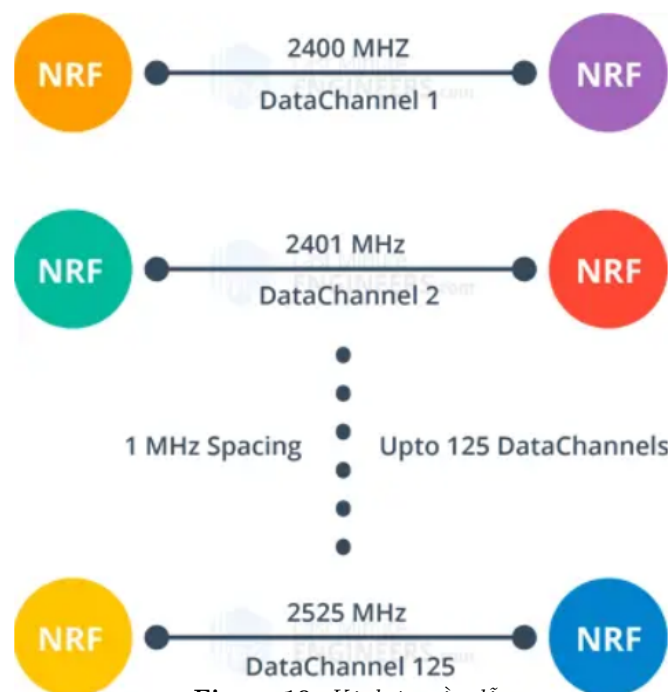 NRF
2400 MHZ
NRF
DataChannel 1
NRF
2401 MHz
NRF
DataChannel 2
1 MHz Spacing
Upto 125 DataChannels
NRF
2525 MHz
NRF
DataChannel 125